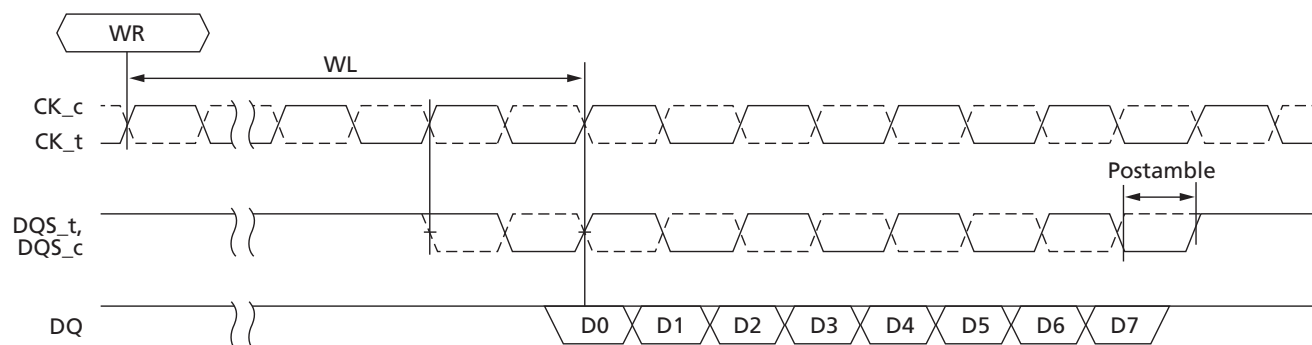 WR
WL
CK_c
CK_t
Postamble
DQS_t,
DQS_c
DQ
D0
D1
D2
D3
D4
D5
D6
D7